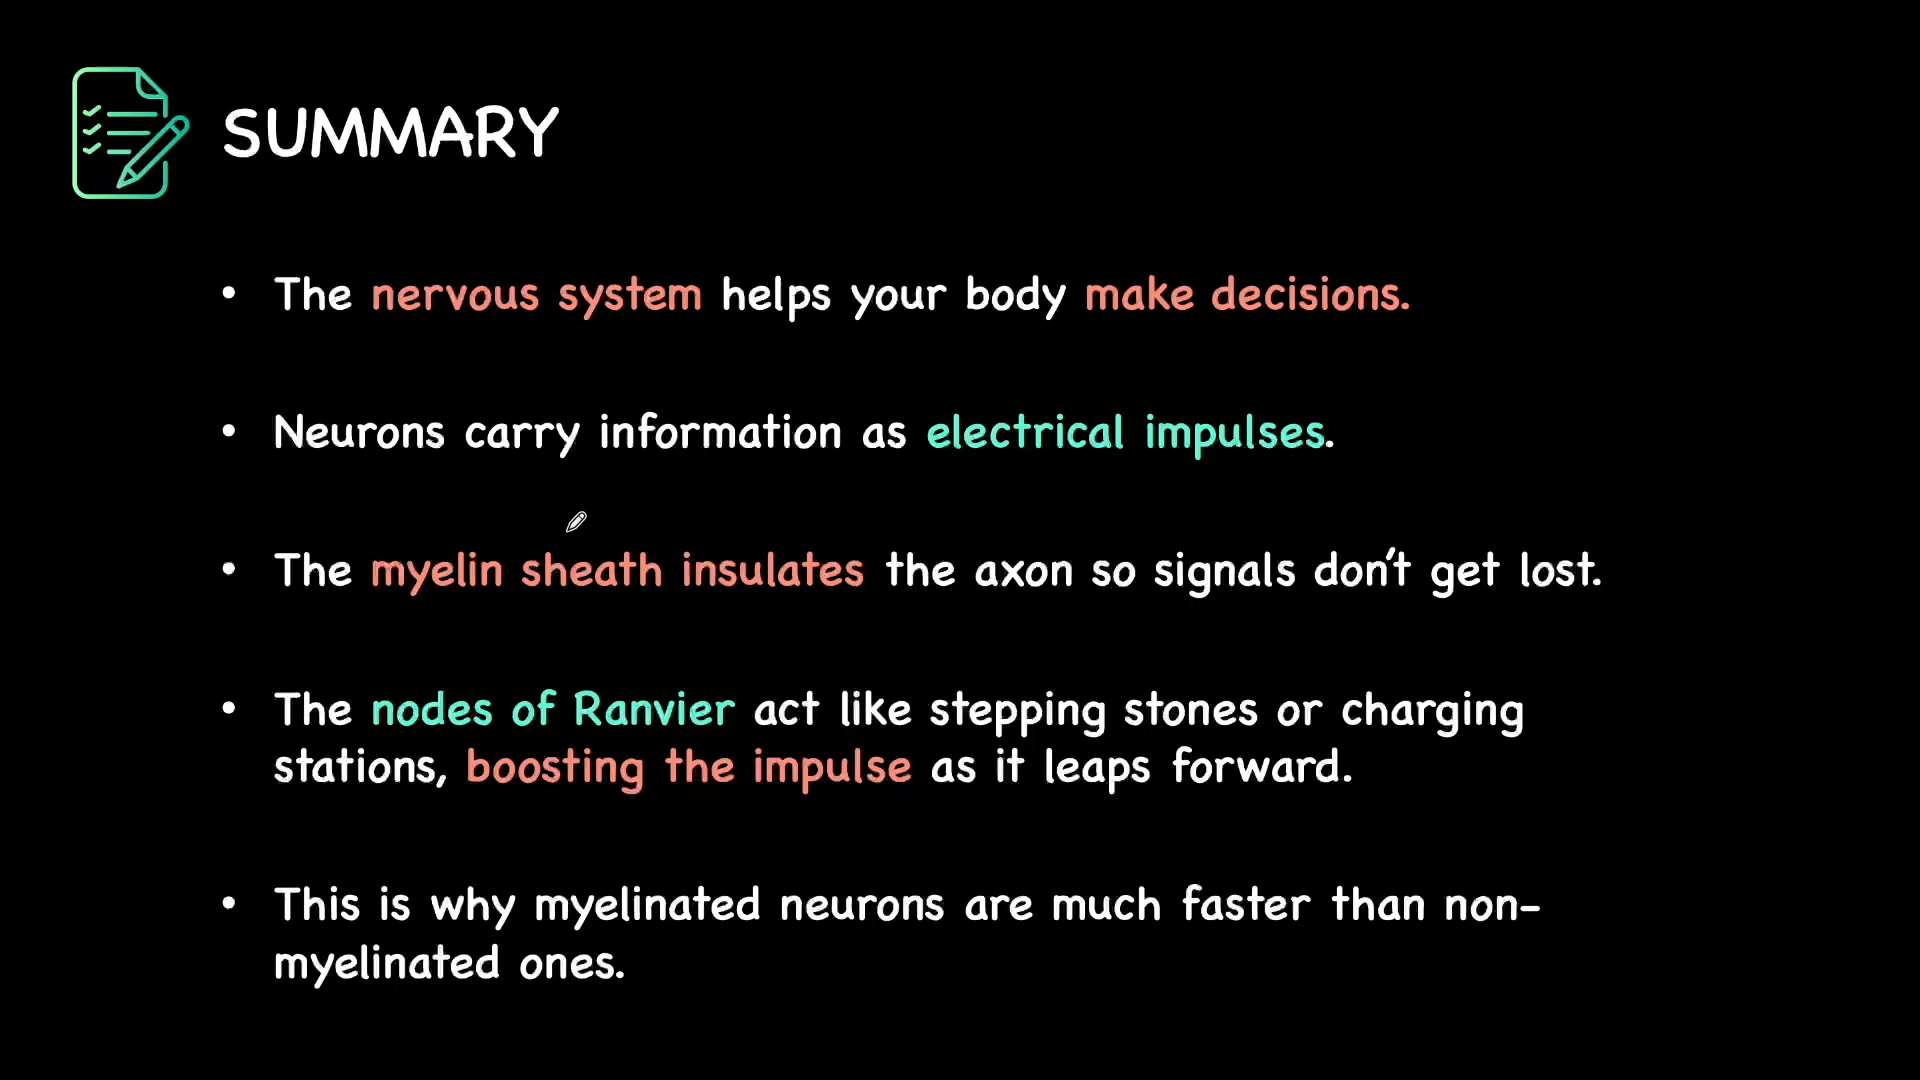 SUMMARY
• The nervous system helps your body make decisions.
• Neurons carry information as electrical impulses.
• The myelin sheath insulates the axon so signals don't get lost.
• The nodes of Ranvier act like stepping stones or charging
stations, boosting the impulse as it leaps forward.
• This is why myelinated neurons are much faster than non-
myelinated ones.